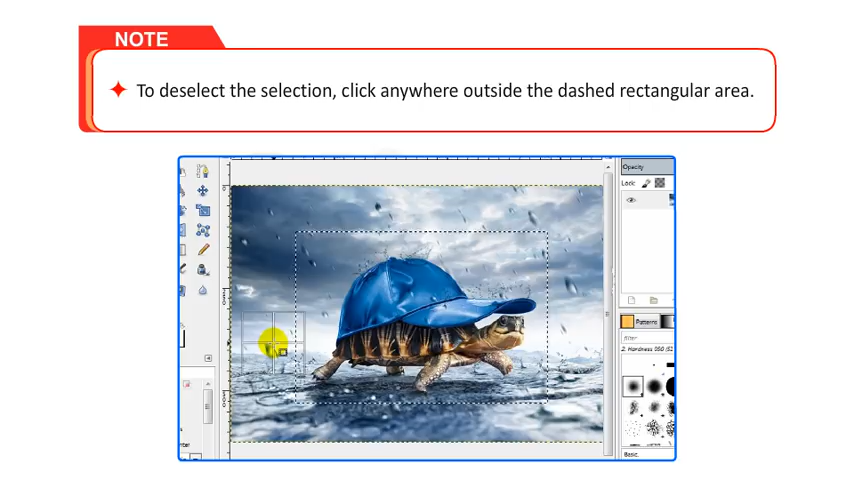 NOTE
To deselect the selection, click anywhere outside the dashed rectangular area.
Opacity
Lock:
Patterns
filter
2. Hardness 050 (51
Basic.